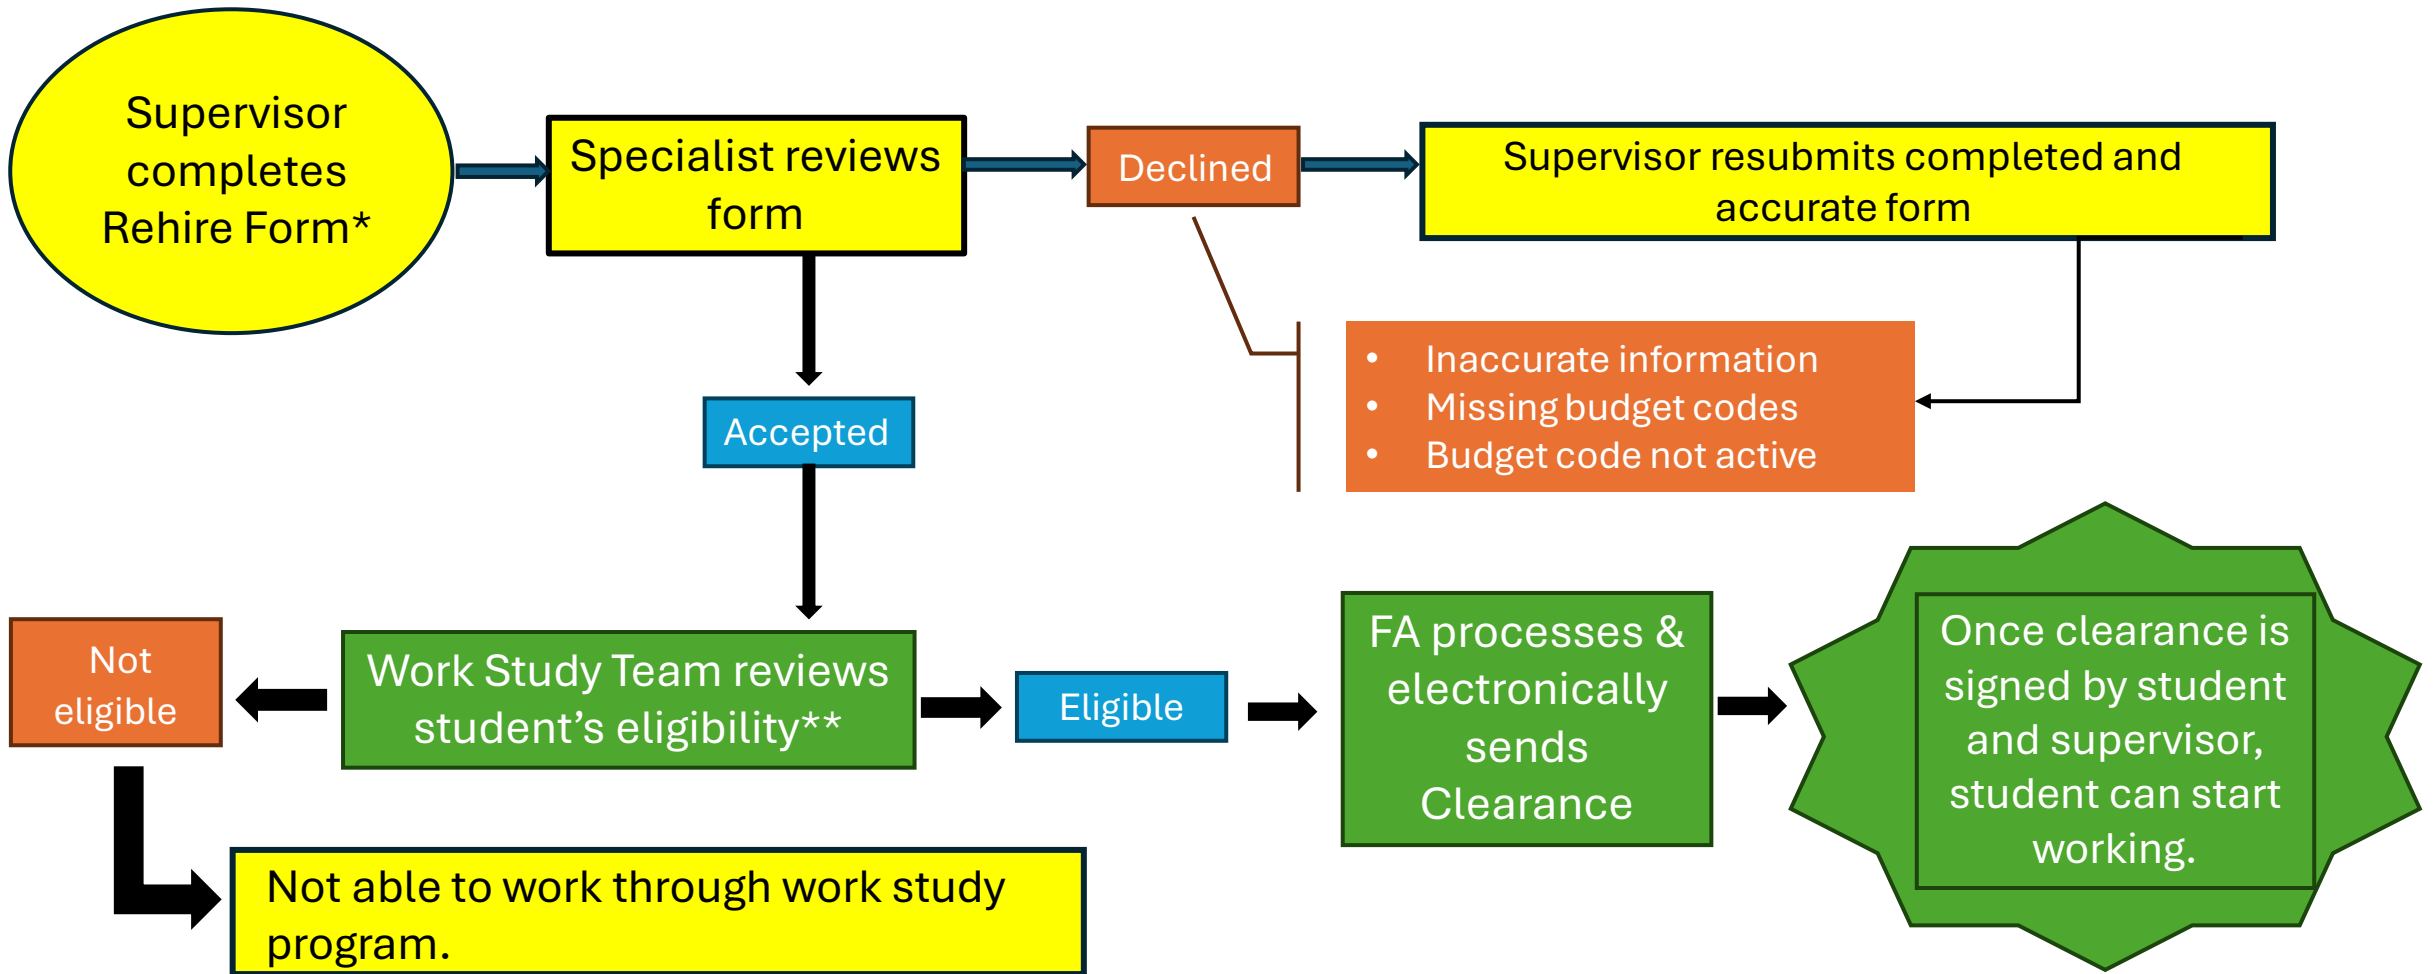 Supervisor
completes
Rehire Form*
Specialist reviews
form
Declined
Supervisor resubmits completed and
accurate form
• Inaccurate information
• Missing budget codes
• Budget code not active
Accepted
Not
eligible
Work Study Team reviews
student’s eligibility**
Eligible
FA processes &
electronically
sends
Clearance
Once clearance is
signed by student
and supervisor,
student can start
working.
Not able to work through work study
program.